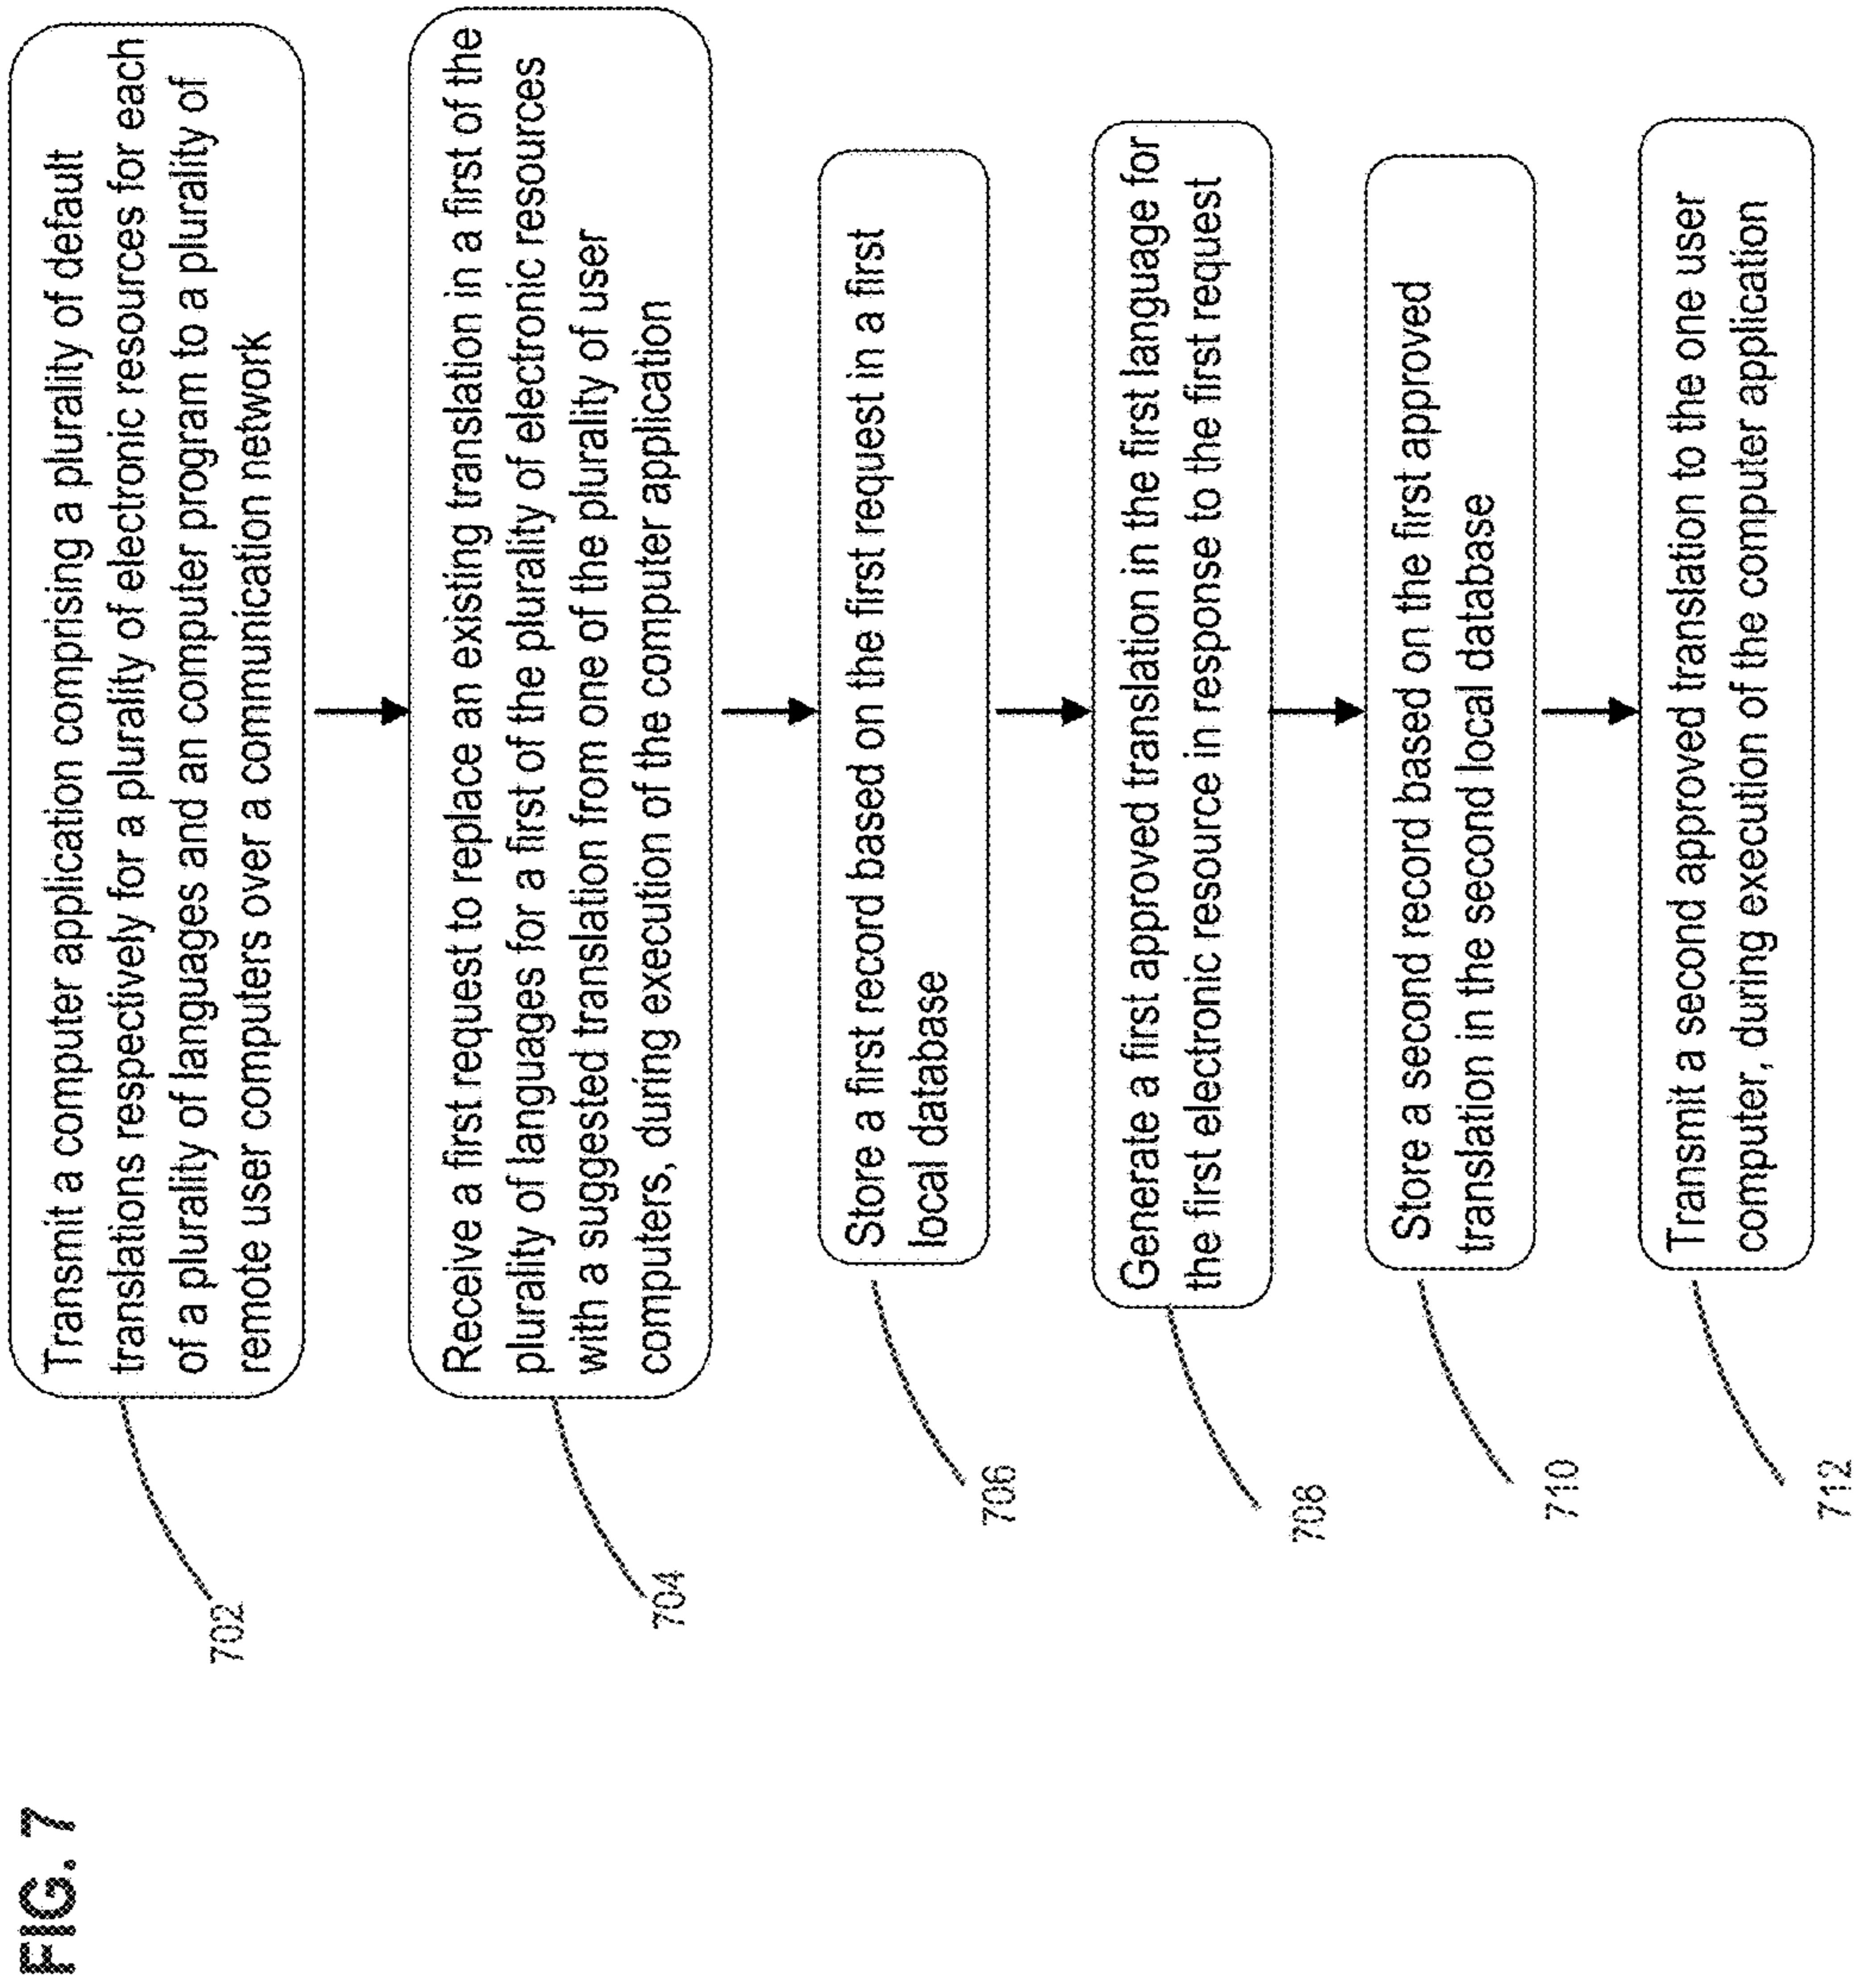 FIG. 7
702
Transmit a computer application comprising a plurality of default
translations respectively for a plurality of electronic resources for each
of a plurality of languages and an computer program to a plurality of
remote user computers over a communication network
704
Receive a first request to replace an existing translation in a first of the
plurality of languages for a first of the plurality of electronic resources
with a suggested translation from one of the plurality of user
computers, during execution of the computer application
706
Store a first record based on the first request in a first
local database
708
Generate a first approved translation in the first language for
the first electronic resource in response to the first request
710
Store a second record based on the first approved
translation in the second local database
712
Transmit a second approved translation to the one user
computer, during execution of the computer application